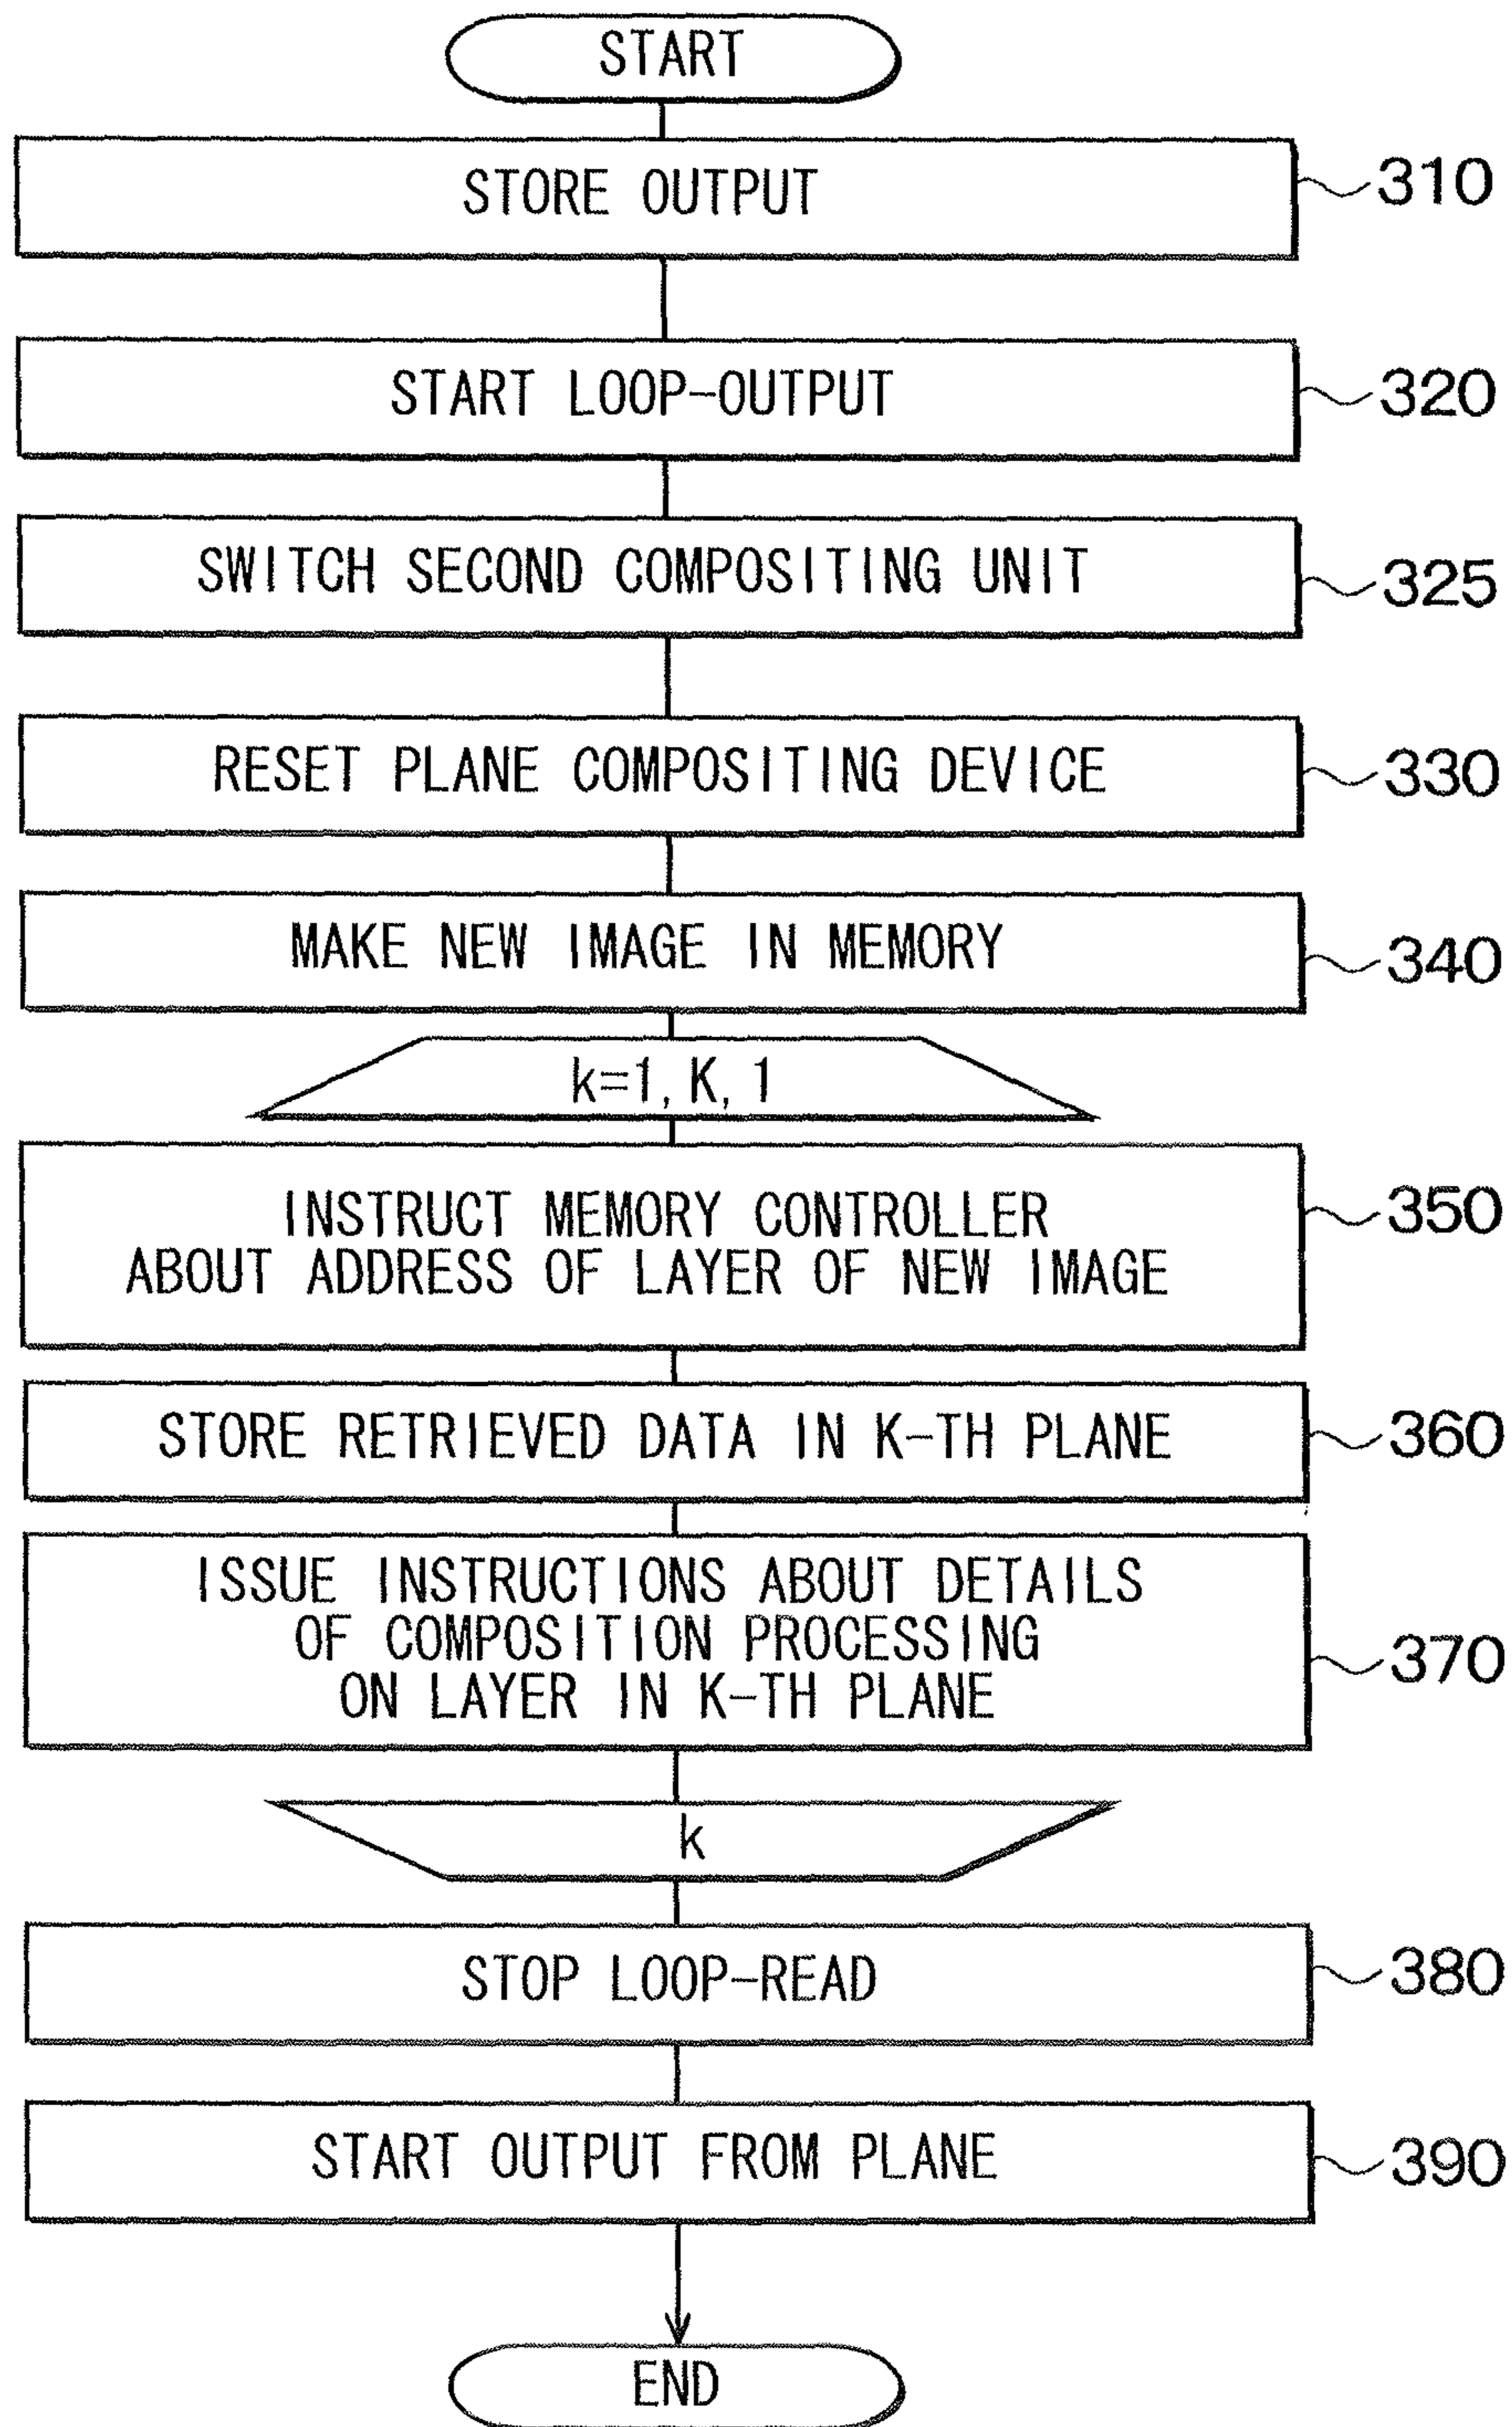 START
STORE OUTPUT
310
START LOOP-OUTPUT
320
SWITCH SECOND COMPOSITING UNIT
325
RESET PLANE COMPOSITING DEVICE
330
MAKE NEW IMAGE IN MEMORY
340
k=1, K, 1
INSTRUCT MEMORY CONTROLLER
ABOUT ADDRESS OF LAYER OF NEW IMAGE
350
STORE RETRIEVED DATA IN K-TH PLANE
360
ISSUE INSTRUCTIONS ABOUT DETAILS
OF COMPOSITION PROCESSING
ON LAYER IN K-TH PLANE
370
k
STOP LOOP-READ
380
START OUTPUT FROM PLANE
390
END